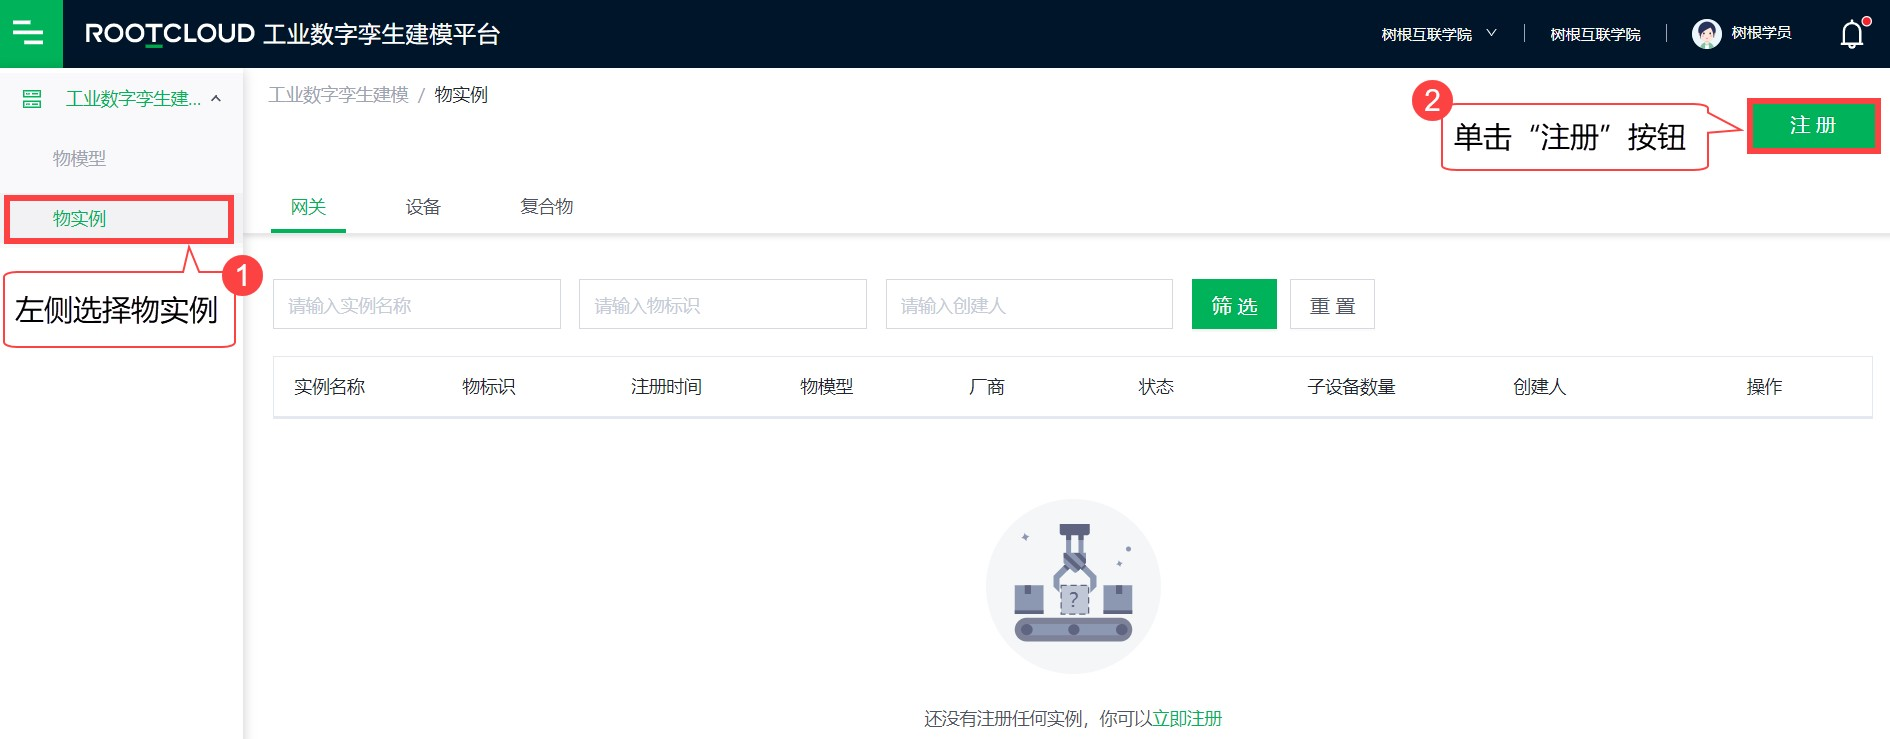 ROOTCLOUD 工业数字孪生建模平台
树根互联学院
树根互联学院
树根学员
工业数字孪生建...
物模型
物实例
1
左侧选择物实例
工业数字孪生建模 / 物实例
2
单击“注册”按钮
注 册
网关
设备
复合物
请输入实例名称
请输入物标识
请输入创建人
筛 选
重 置
实例名称 物标识 注册时间 物模型 厂商 状态 子设备数量 创建人 操作
?
还没有注册任何实例，你可以立即注册